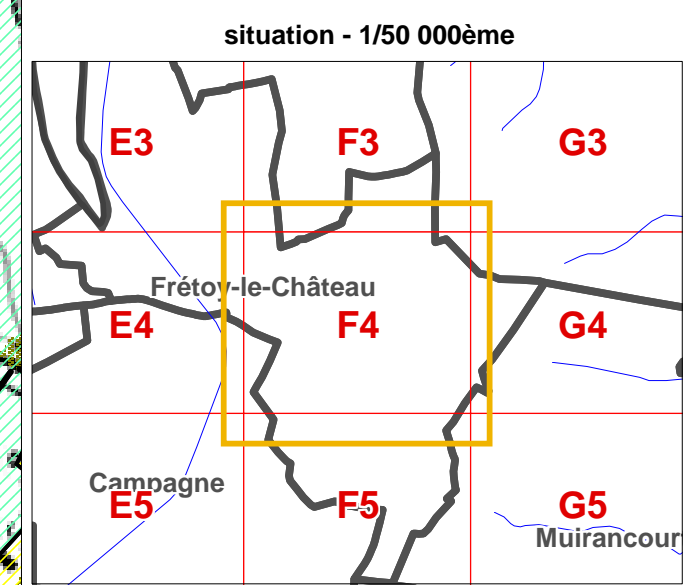 situation - 1/50 000ème
E3 F3 G3
Frétoy-le-Château
E4 F4 G4
Campagne
E5 F5 G5
Muirancour